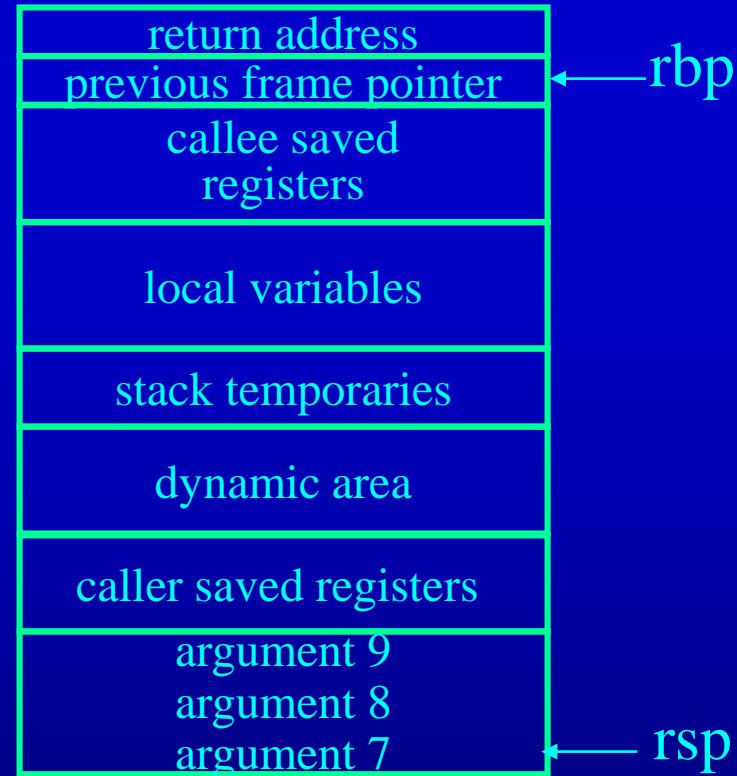 return address
previous frame pointer
rbp
callee saved
registers
local variables
stack temporaries
dynamic area
caller saved registers
argument 9
argument 8
argument 7
rsp